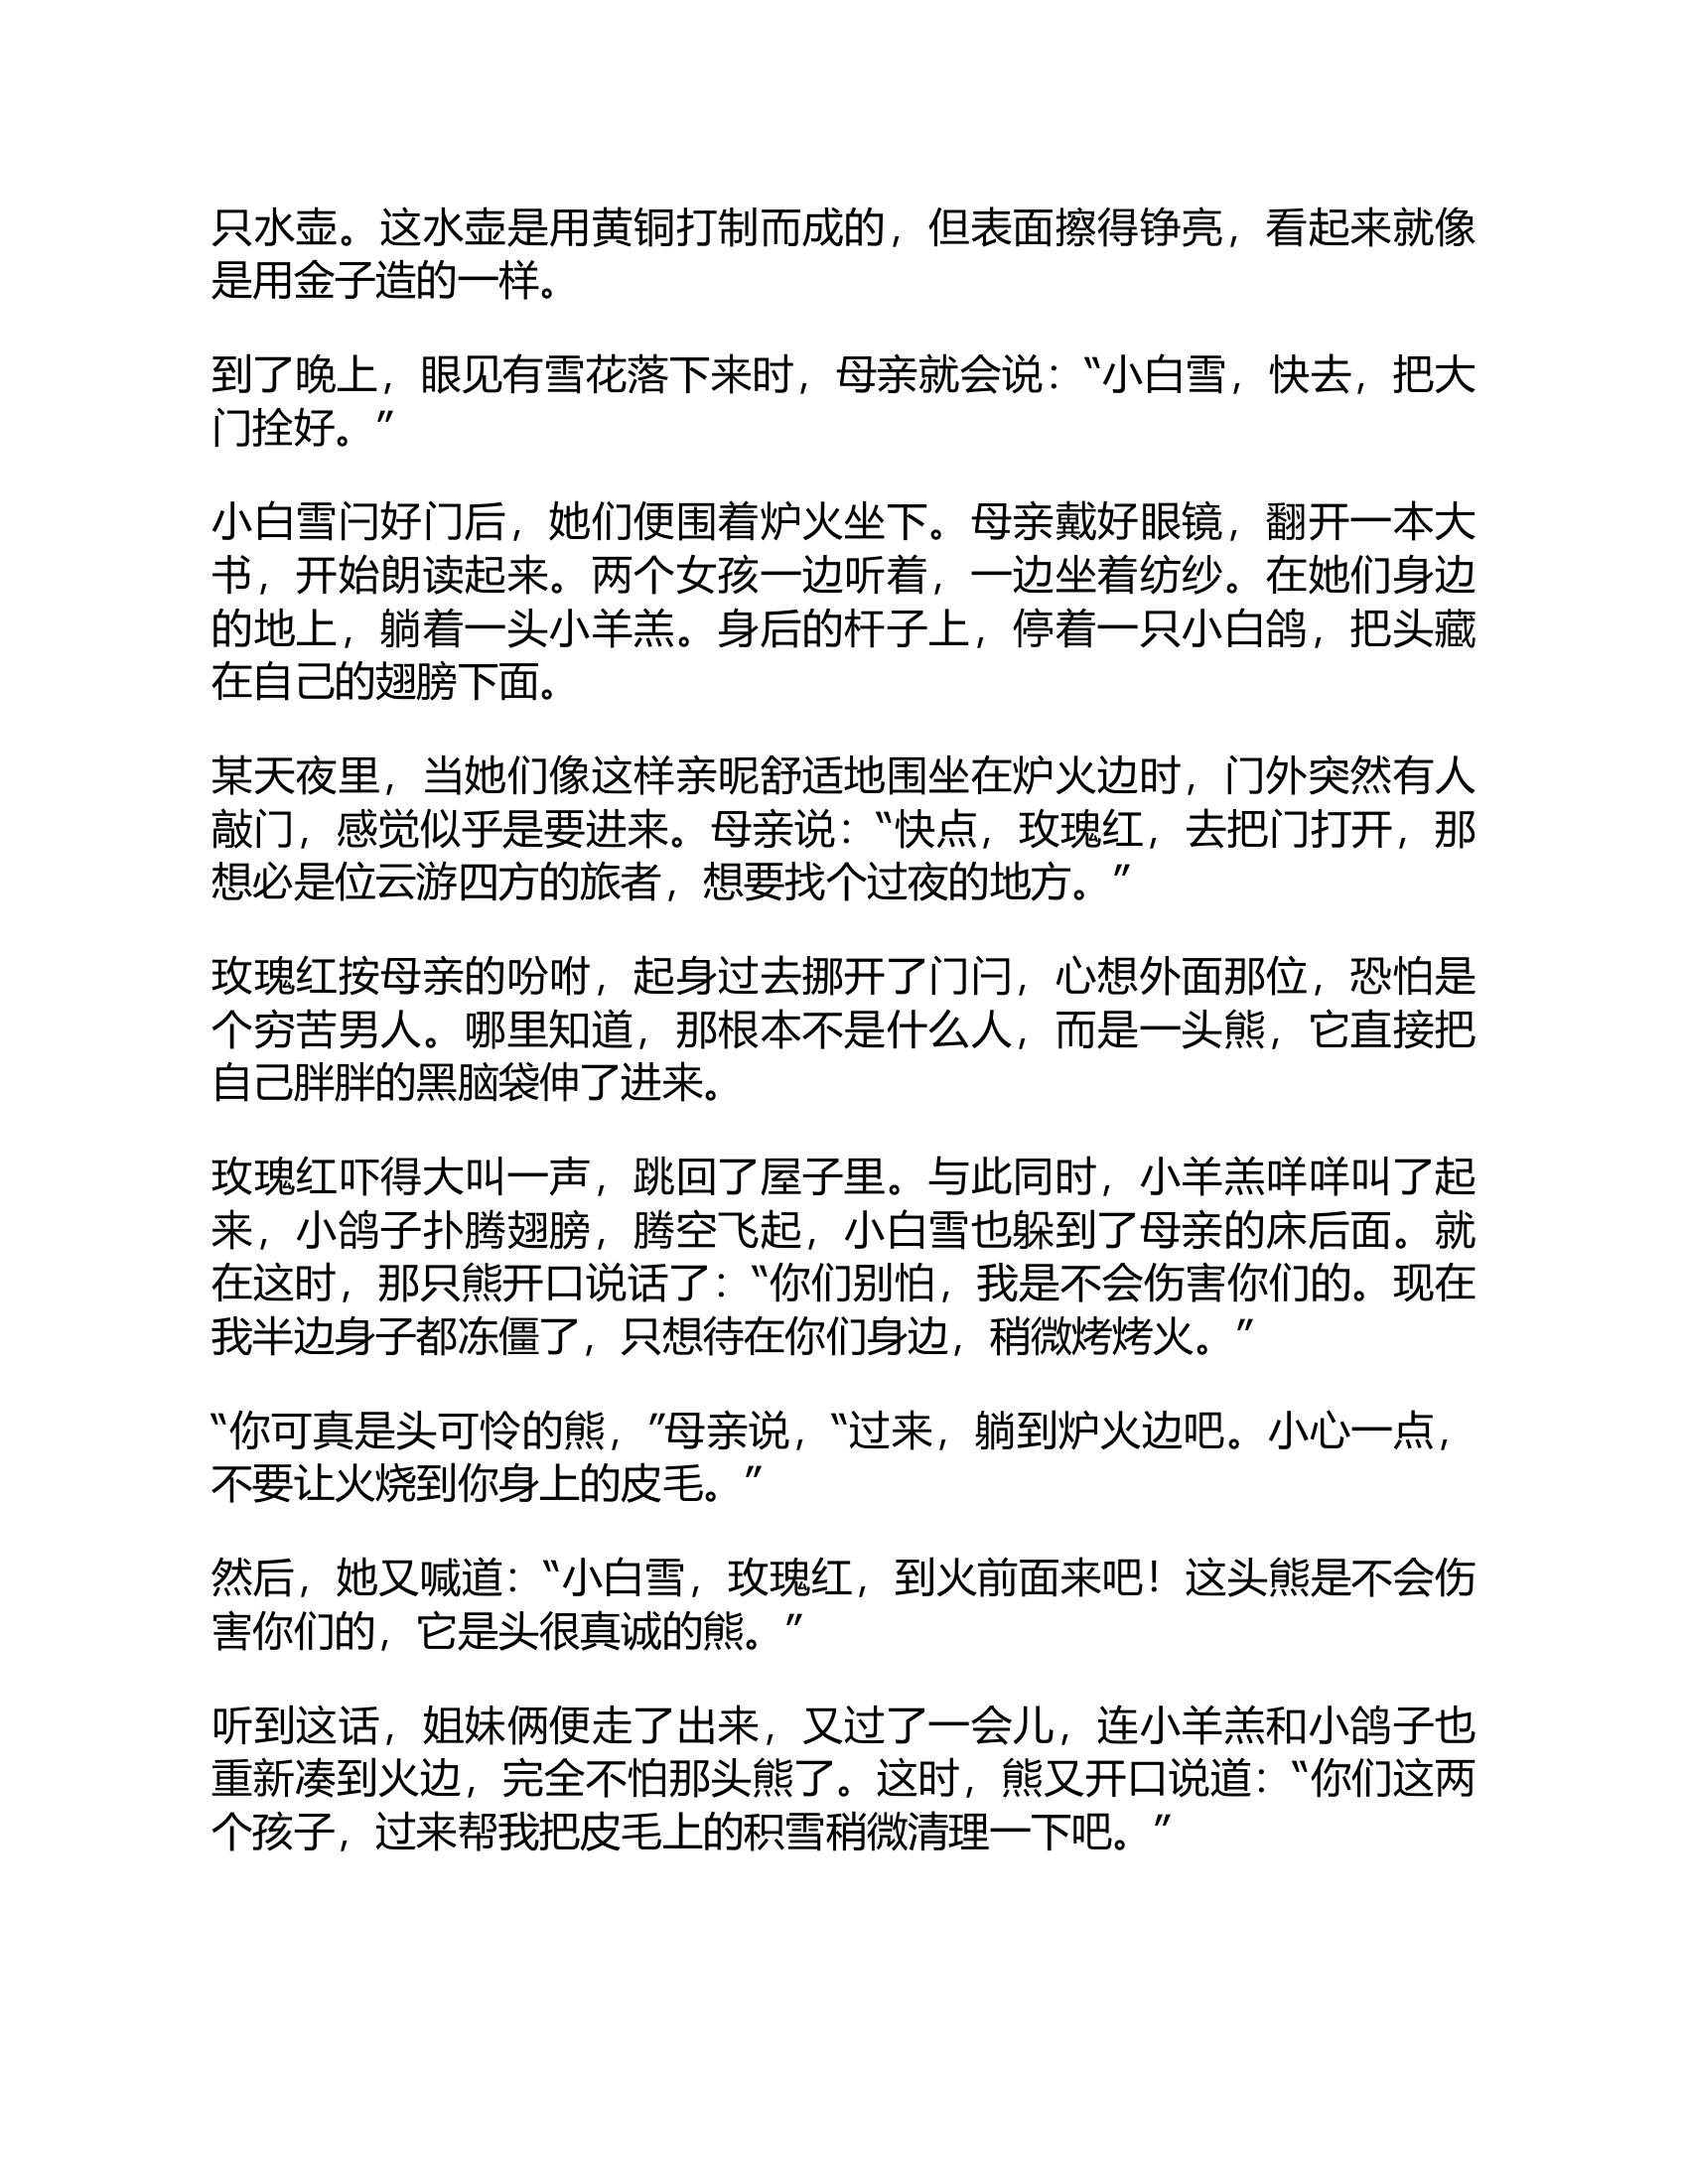 只水壶。这水壶是用黄铜打制而成的，但表面擦得铮亮，看起来就像
是用金子造的一样。
到了晚上，眼见有雪花落下来时，母亲就会说：“小白雪，快去，把大
门拴好。”
小白雪闩好门后，她们便围着炉火坐下。母亲戴好眼镜，翻开一本大
书，开始朗读起来。两个女孩一边听着，一边坐着纺纱。在她们身边
的地上，躺着一头小羊羔。身后的杆子上，停着一只小白鸽，把头藏
在自己的翅膀下面。
某天夜里，当她们像这样亲昵舒适地围坐在炉火边时，门外突然有人
敲门，感觉似乎是要进来。母亲说：“快点，玫瑰红，去把门打开，那
想必是位云游四方的旅者，想要找个过夜的地方。”
玫瑰红按母亲的吩咐，起身过去挪开了门闩，心想外面那位，恐怕是
个穷苦男人。哪里知道，那根本不是什么人，而是一头熊，它直接把
自己胖胖的黑脑袋伸了进来。
玫瑰红吓得大叫一声，跳回了屋子里。与此同时，小羊羔咩咩叫了起
来，小鸽子扑腾翅膀，腾空飞起，小白雪也躲到了母亲的床后面。就
在这时，那只熊开口说话了：“你们别怕，我是不会伤害你们的。现在
我半边身子都冻僵了，只想待在你们身边，稍微烤烤火。”
“你可真是头可怜的熊，”母亲说，“过来，躺到炉火边吧。小心一点，
不要让火烧到你身上的皮毛。”
然后，她又喊道：“小白雪，玫瑰红，到火前面来吧！这头熊是不会伤
害你们的，它是头很真诚的熊。”
听到这话，姐妹俩便走了出来，又过了一会儿，连小羊羔和小鸽子也
重新凑到火边，完全不怕那头熊了。这时，熊又开口说道：“你们这两
个孩子，过来帮我把皮毛上的积雪稍微清理一下吧。”